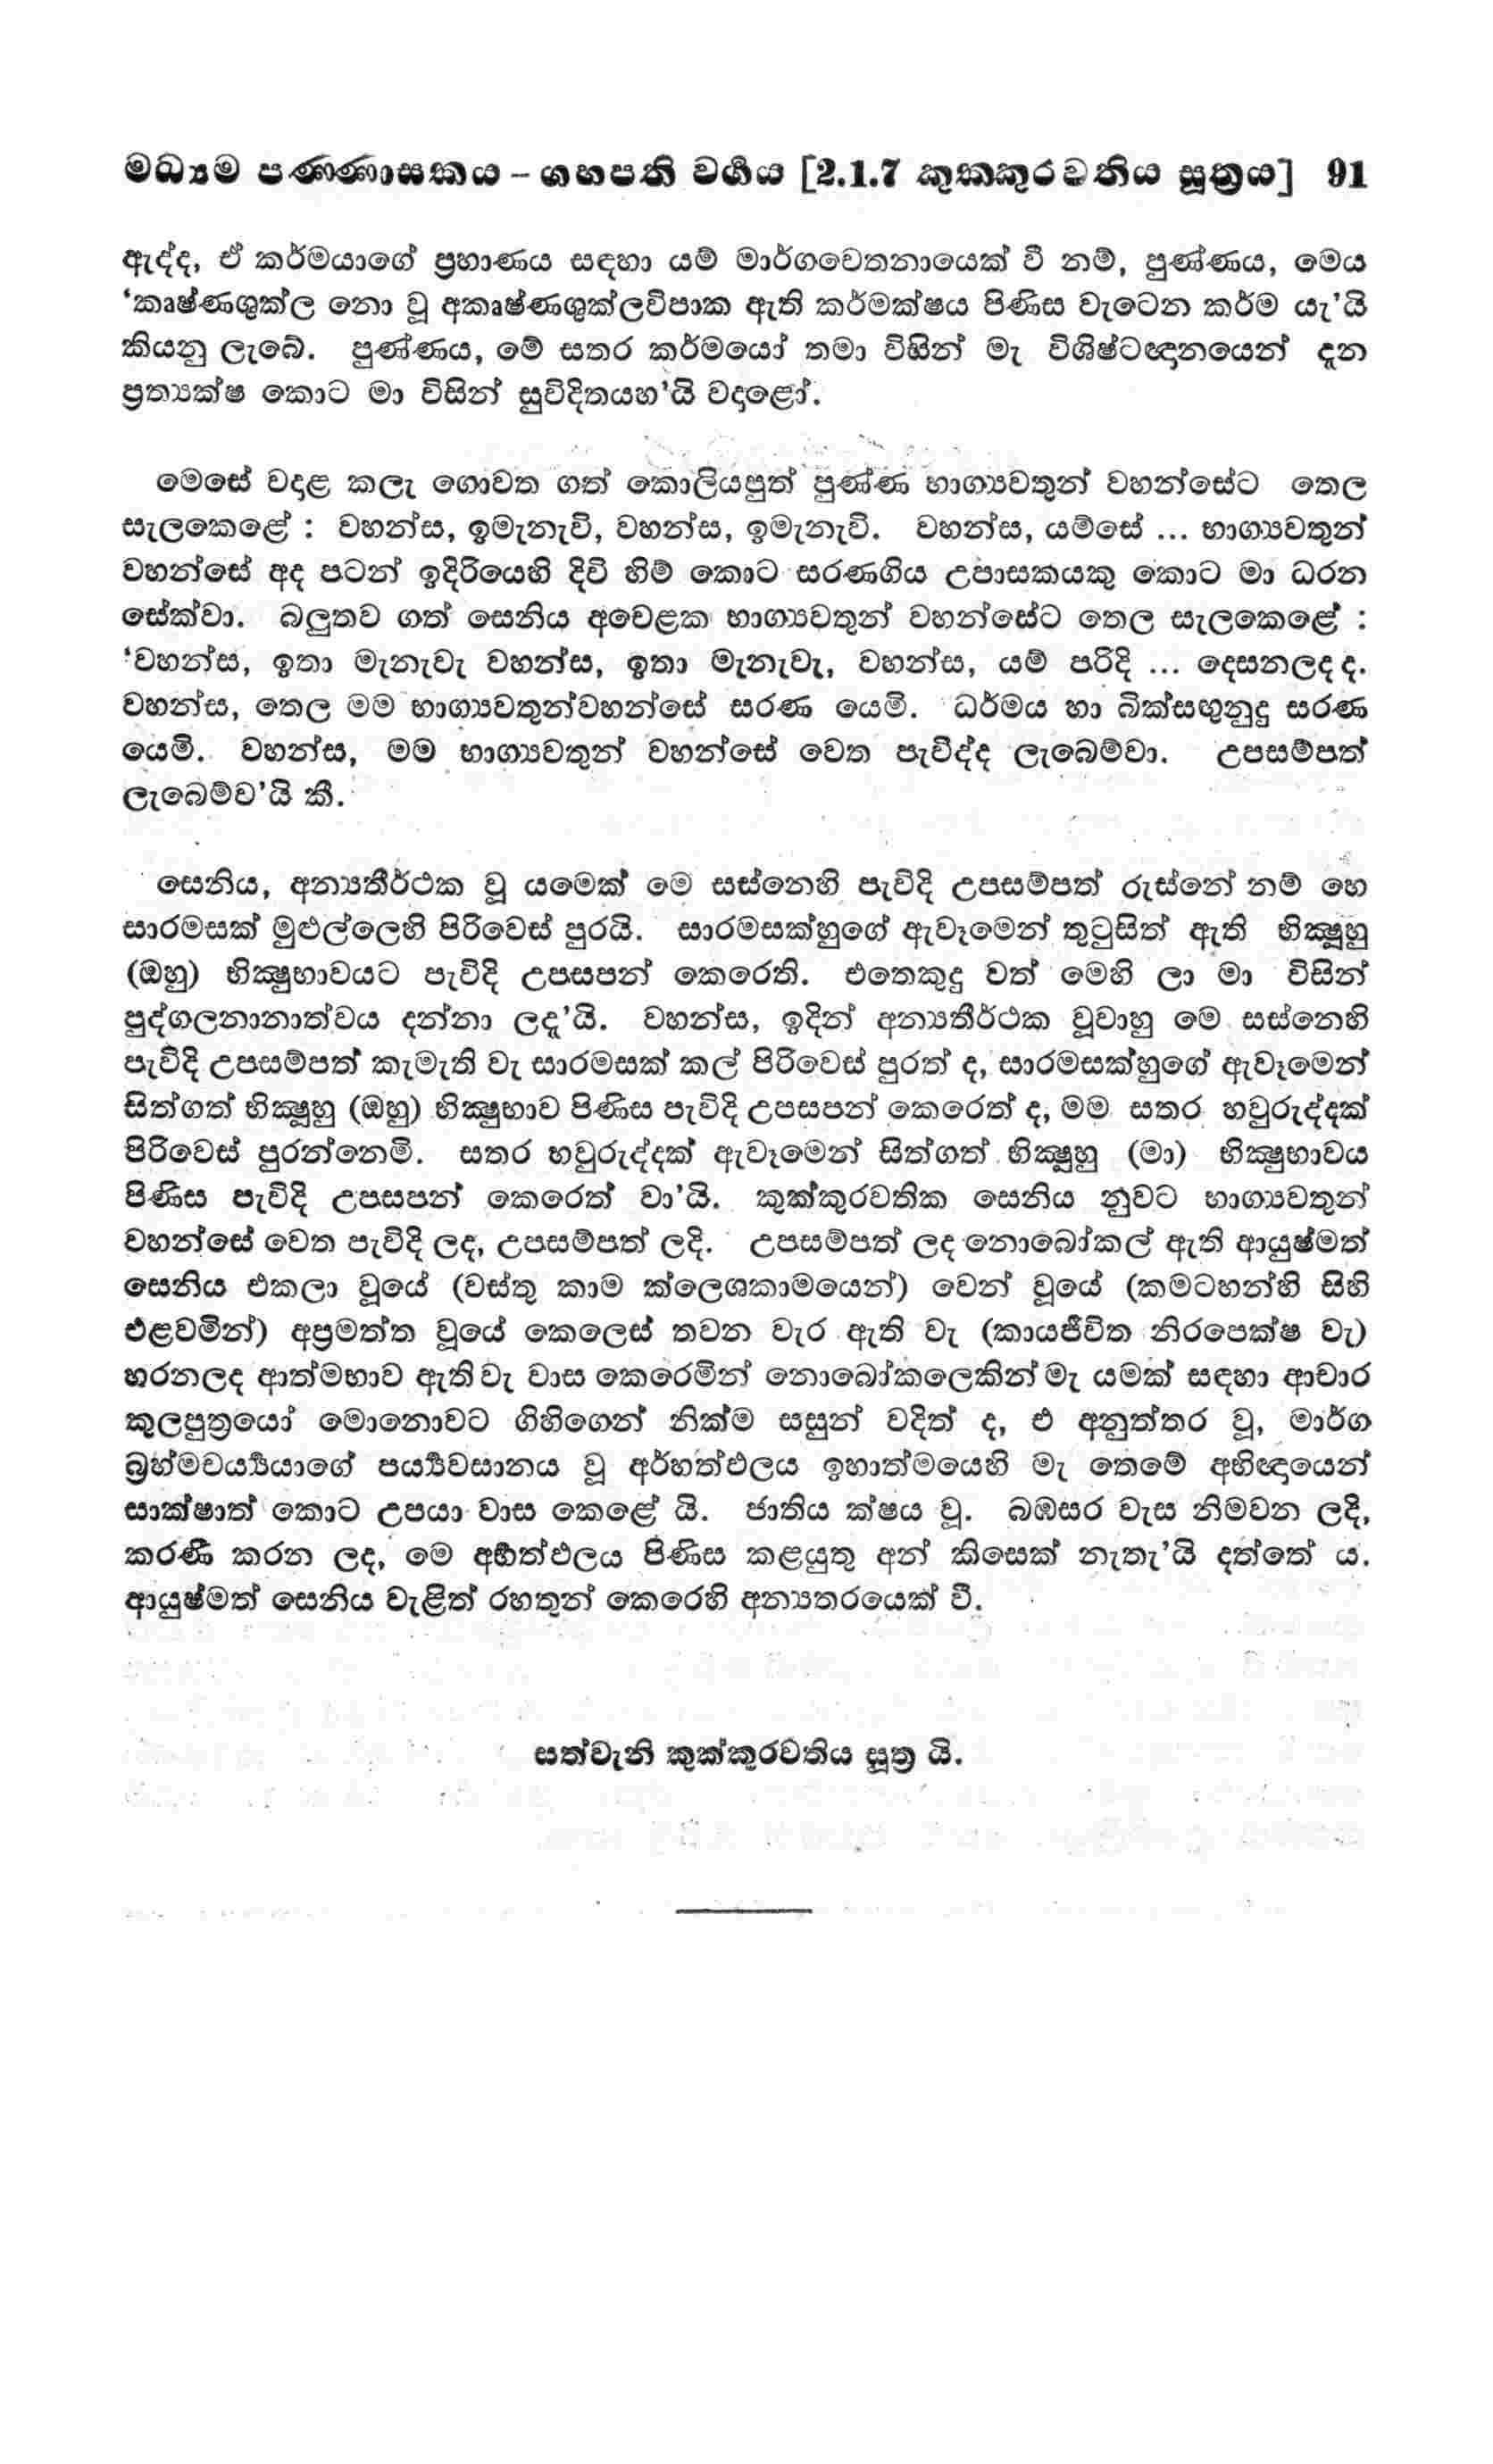 මධ්‍යම පණ්ණාසකය - ගහපති වර්‍ගය [2.1.7 කුක්කුරවතිය සූත්‍රය] 91
ඇද්ද, ඒ කර්මයාගේ ප්‍රහාණය සඳහා යම් මාර්ගචෙතනායෙක් වී නම්, පුණ්ණය, මෙය
‘කෘෂ්ණශුක්ල නො වූ අකෘෂ්ණශුක්ලවිපාක ඇති කර්මක්ෂය පිණිස වැටෙන කර්ම යැ’යි
කියනු ලැබේ. පුණ්ණය, මේ සතර කර්මයෝ තමා විසින් මැ විශිෂ්ටඥානයෙන් දැන
ප්‍රත්‍යක්ෂ කොට මා විසින් සුවිදිතයහ’යි වදාළෝ.
මෙසේ වදාළ කලැ ගොවත ගත් කොලියපුත් පුණ්ණ භාග්‍යවතුන් වහන්සේට තෙල
සැලකෙළේ : වහන්ස, ඉමැනැවි, වහන්ස, ඉමැනැවි. වහන්ස, යම්සේ ... භාග්‍යවතුන්
වහන්සේ අද පටන් ඉදිරියෙහි දිවි හිම් කොට සරණගිය උපාසකයකු කොට මා ධරන
සේක්වා. බලුතව ගත් සෙනිය අචෙළක භාග්‍යවතුන් වහන්සේට තෙල සැලකෙළේ :
‘වහන්ස, ඉතා මැනැවැ වහන්ස, ඉතා මැනැවැ, වහන්ස, යම් පරිදි ... දෙසනලද ද.
වහන්ස, තෙල මම භාග්‍යවතුන්වහන්සේ සරණ යෙමි. ධර්මය හා බික්සඟුනුදු සරණ
යෙමි. වහන්ස, මම භාග්‍යවතුන් වහන්සේ වෙත පැවිද්ද ලැබෙම්වා. උපසම්පත්
ලැබෙම්ව’යි කී.
සෙනිය, අන්‍යතීර්ථක වූ යමෙක් මෙ සස්නෙහි පැවිදි උපසම්පත් රුස්නේ නම් හෙ
සාරමසක් මුළුල්ලෙහි පිරිවෙස් පුරයි. සාරමසක්හුගේ ඇවෑමෙන් තුටුසිත් ඇති භික්‍ෂූහු
(ඔහු) භික්‍ෂුභාවයට පැවිදි උපසපන් කෙරෙති. එතෙකුදු වත් මෙහි ලා මා විසින්
පුද්ගලනානාත්වය දන්නා ලදැ’යි. වහන්ස, ඉදින් අන්‍යතීර්ථක වූවාහු මෙ සස්නෙහි
පැවිදි උපසම්පත් කැමැති වැ සාරමසක් කල් පිරිවෙස් පුරත් ද, සාරමසක්හුගේ ඇවෑමෙන්
සිත්ගත් භික්‍ෂූහු (ඔහු) භික්‍ෂුභාව පිණිස පැවිදි උපසපන් කෙරෙත් ද, මම සතර හවුරුද්දක්
පිරිවෙස් පුරන්නෙමි. සතර හවුරුද්දක් ඇවෑමෙන් සිත්ගත් භික්‍ෂූහු (මා) භික්‍ෂුභාවය
පිණිස පැවිදි උපසපන් කෙරෙත් වා’යි. කුක්කුරවතික සෙනිය නුවට භාග්‍යවතුන්
වහන්සේ වෙත පැවිදි ලද, උපසම්පත් ලදි. උපසම්පත් ලද නොබෝකල් ඇති ආයුෂ්මත්
සෙනිය එකලා වූයේ (වස්තු කාම ක්ලෙශකාමයෙන්) වෙන් වූයේ (කමටහන්හි සිහි
එළවමින්) අප්‍රමත්ත වූයේ කෙලෙස් තවන වැර ඇති වැ (කායජීවිත නිරපෙක්ෂ වැ)
හරනලද ආත්මභාව ඇති වැ වාස කෙරෙමින් නොබෝකලෙකින් මැ යමක් සඳහා ආචාර
කුලපුත්‍රයෝ මොනොවට ගිහිගෙන් නික්ම සසුන් වදිත් ද, එ අනුත්තර වූ, මාර්ග
බ්‍රහ්මචර්‍ය්‍යයාගේ පර්‍ය්‍යවසානය වූ අර්හත්ඵලය ඉහාත්මයෙහි මැ තෙමේ අභිඥායෙන්
සාක්ෂාත් කොට උපයා වාස කෙළේ යි. ජාතිය ක්ෂය වූ. බඹසර වැස නිමවන ලදි,
කරණී කරන ලද, මෙ අර්‍හත්ඵලය පිණිස කළයුතු අන් කිසෙක් නැතැ’යි දත්තේ ය.
ආයුෂ්මත් සෙනිය වැළිත් රහතුන් කෙරෙහි අන්‍යතරයෙක් වී.
සත්වැනි කුක්කුරවතිය සූත්‍ර යි.